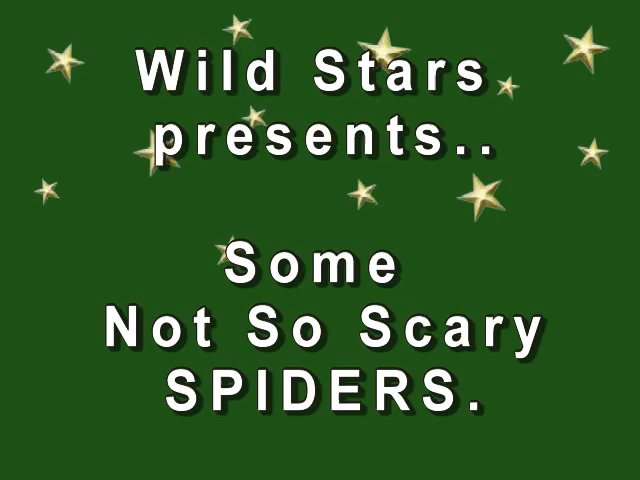 Wild Stars
presents..
Some
Not So Scary
SPIDERS.